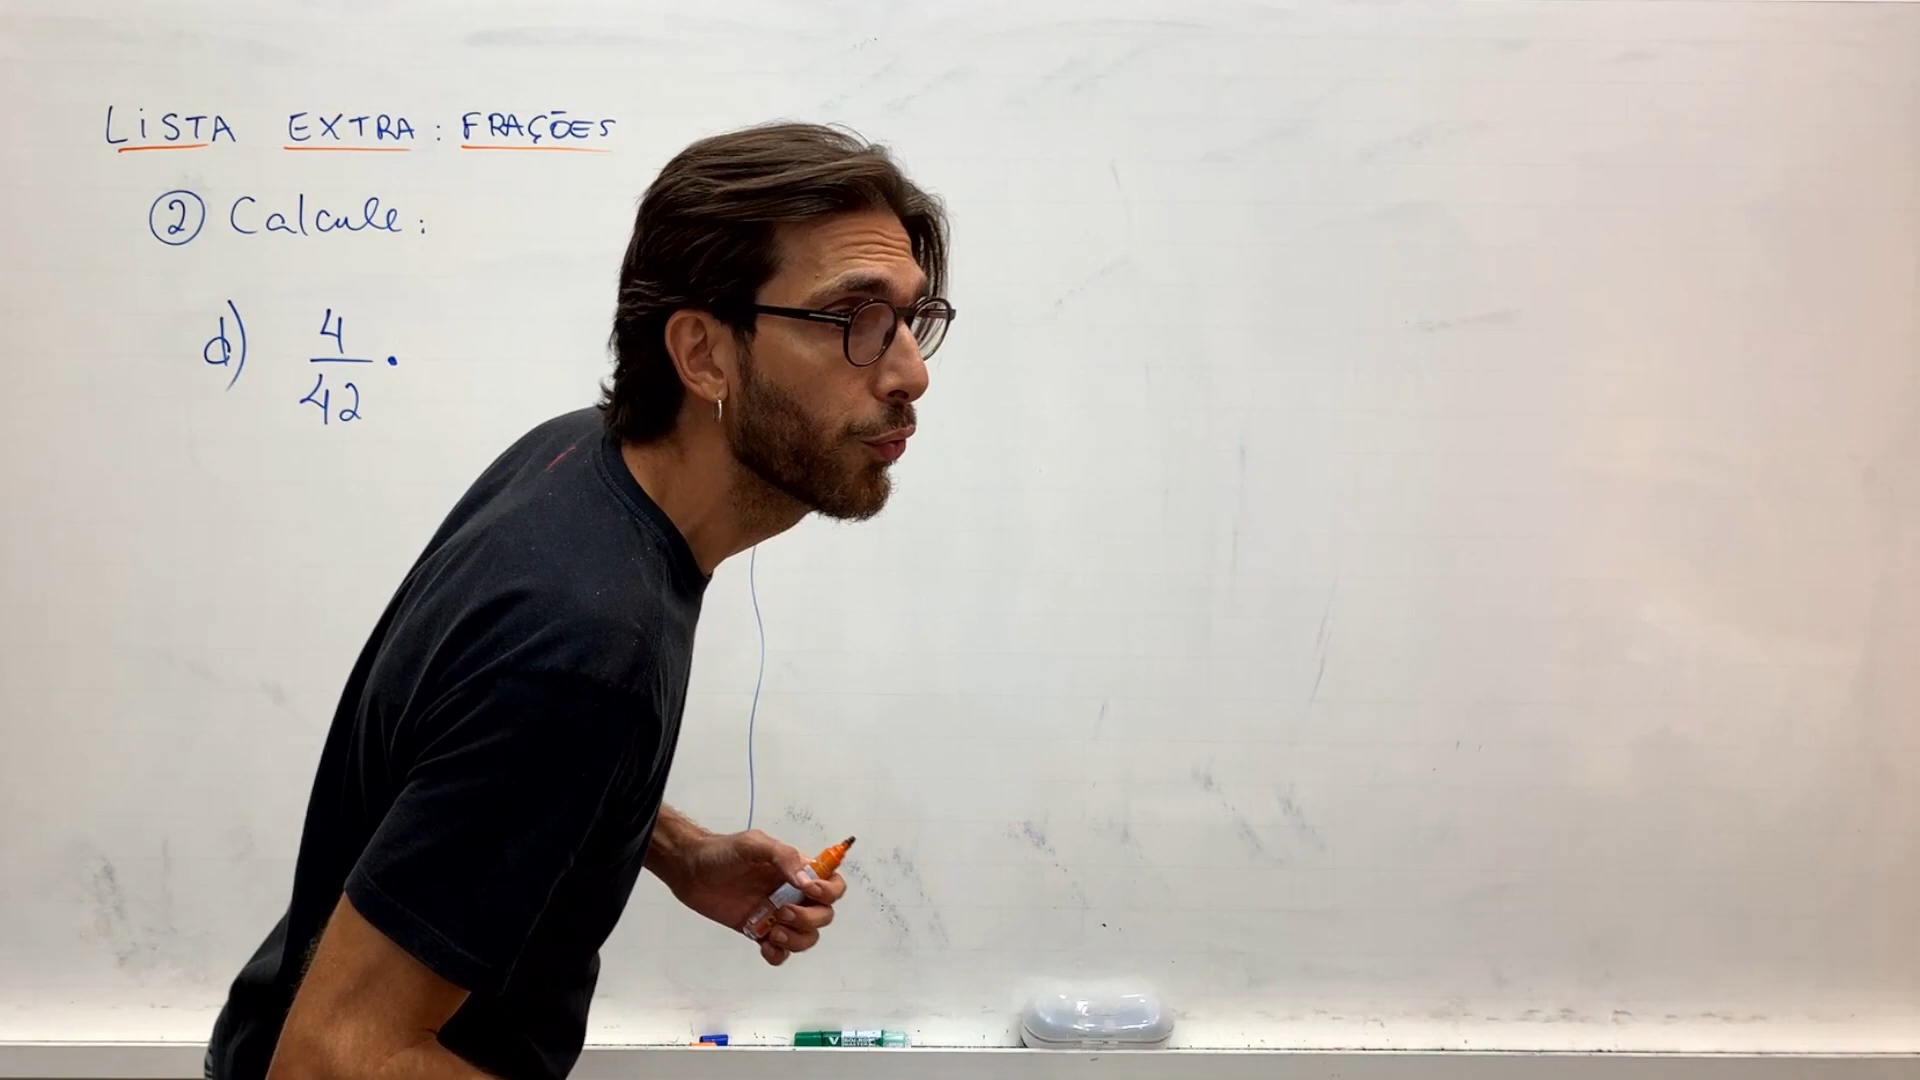 LISTA EXTRA: FRAÇÕES
② Calcule:
d) 4/42 ·